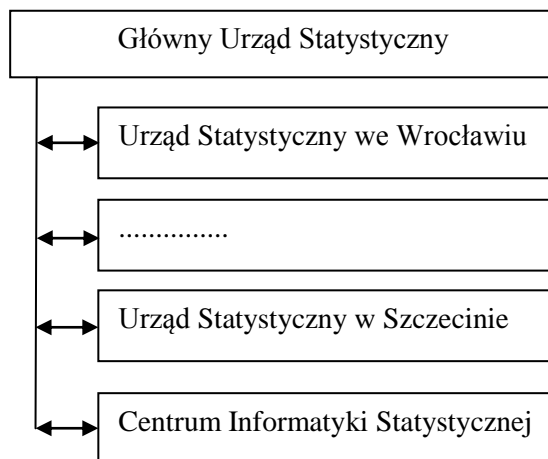 Główny Urząd Statystyczny
Urząd Statystyczny we Wrocławiu
...............
Urząd Statystyczny w Szczecinie
Centrum Informatyki Statystycznej